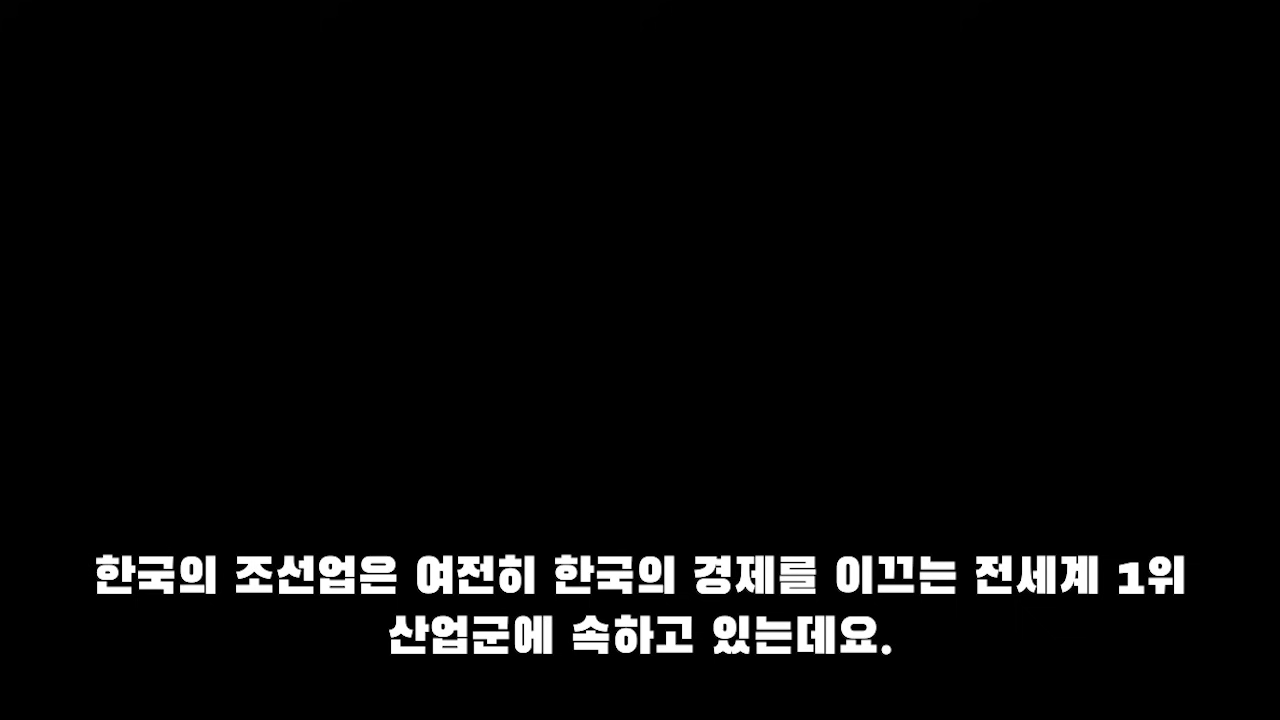 한국의 조선업은 여전히 한국의 경제를 이끄는 전세계 1위
산업군에 속하고 있는데요.